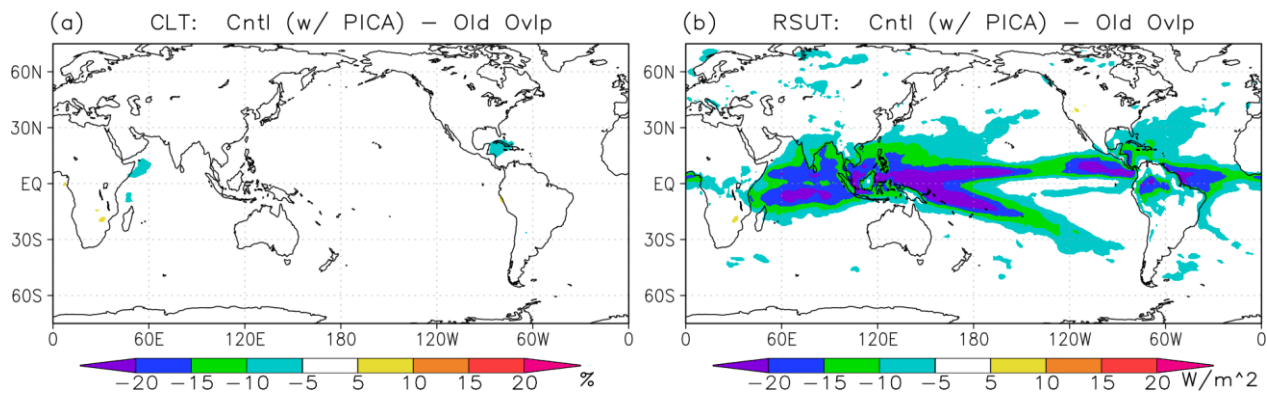 (a) CLT: Cntl (w/ PICA) − Old Ovlp
60N
30N
EQ
30S
60S
0 60E 120E 180 120W 60W 0
−20 −15 −10 −5 5 10 15 20 %
(b) RSUT: Cntl (w/ PICA) − Old Ovlp
60N
30N
EQ
30S
60S
0 60E 120E 180 120W 60W 0
−20 −15 −10 −5 5 10 15 20 W/m^2